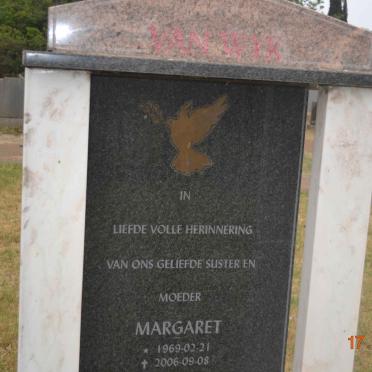 VAN WYK
IN
LIEFDE VOLLE HERINNERING
VAN ONS GELIEFDE SUSTER EN
MOEDER
MARGARET
★ 1969-02-21
✝ 2006-09-08
17